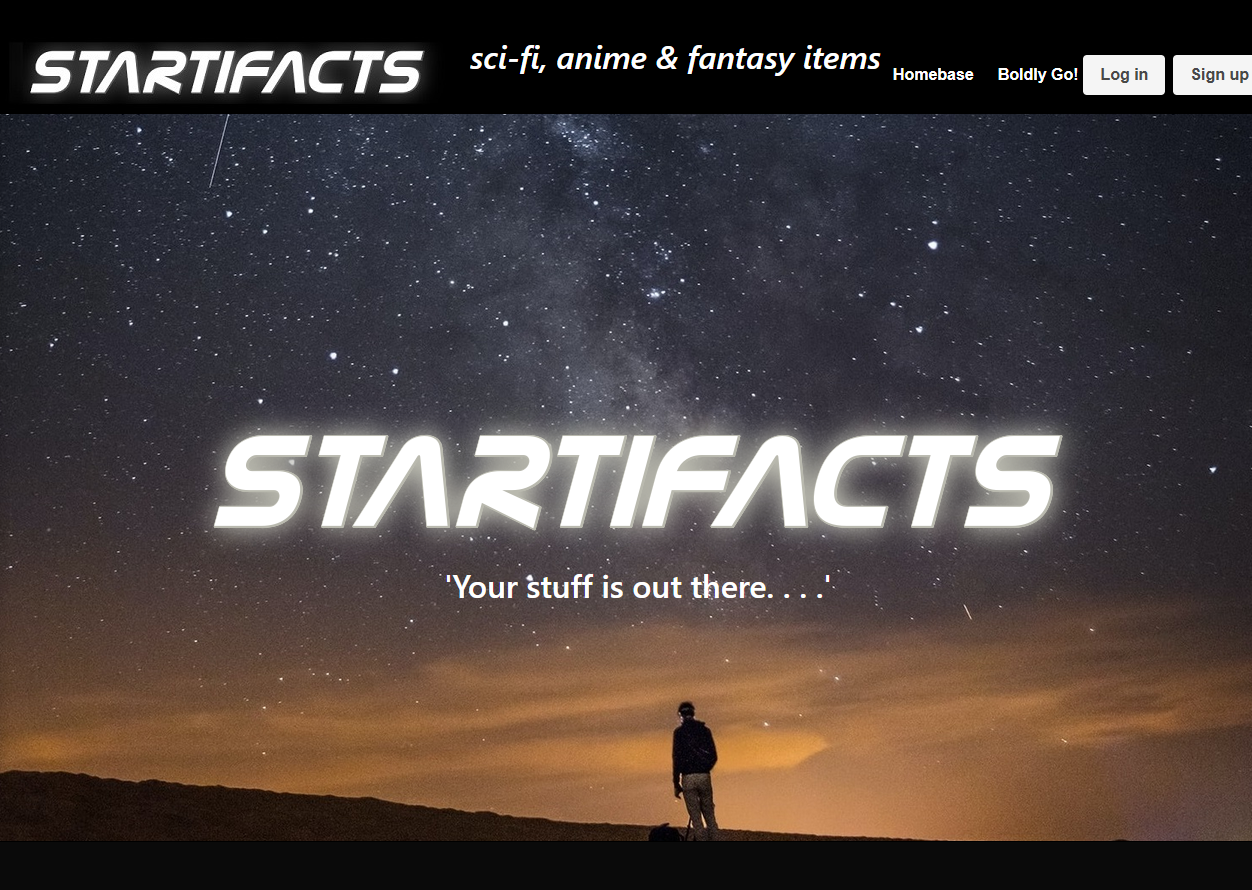 STARTIFACTS
sci-fi, anime & fantasy items
Homebase Boldly Go! Log in Sign up
STARTIFACTS
'Your stuff is out there. . . .'